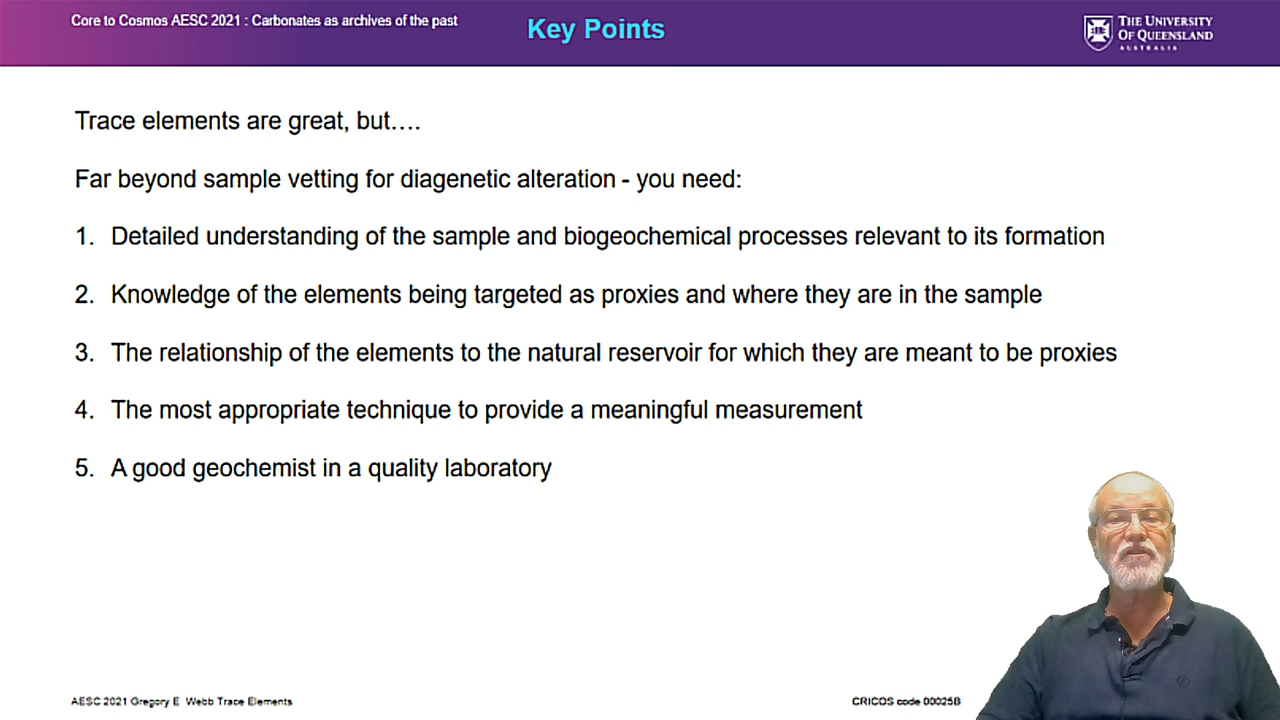 Core to Cosmos AESC 2021 : Carbonates as archives of the past
Key Points
THE UNIVERSITY
OF QUEENSLAND
AUSTRALIA
Trace elements are great, but....
Far beyond sample vetting for diagenetic alteration - you need:
1. Detailed understanding of the sample and biogeochemical processes relevant to its formation
2. Knowledge of the elements being targeted as proxies and where they are in the sample
3. The relationship of the elements to the natural reservoir for which they are meant to be proxies
4. The most appropriate technique to provide a meaningful measurement
5. A good geochemist in a quality laboratory
AESC 2021 Gregory E Webb Trace Elements
CRICOS code 00025B